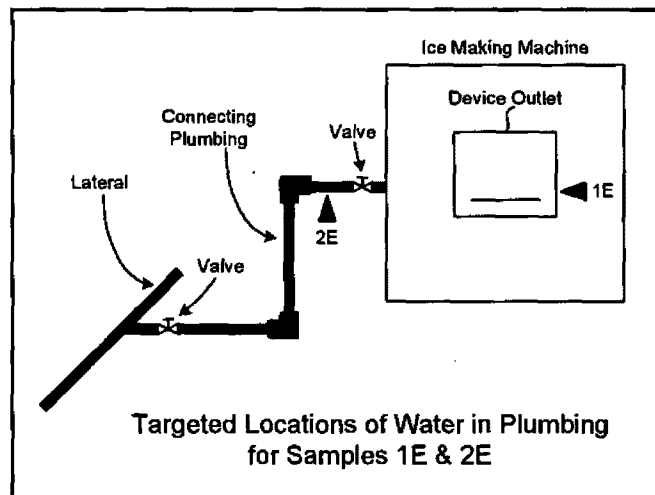 Ice Making Machine
Device Outlet
Connecting
Plumbing
Valve
Lateral
1E
2E
Valve
Targeted Locations of Water in Plumbing
for Samples 1E & 2E